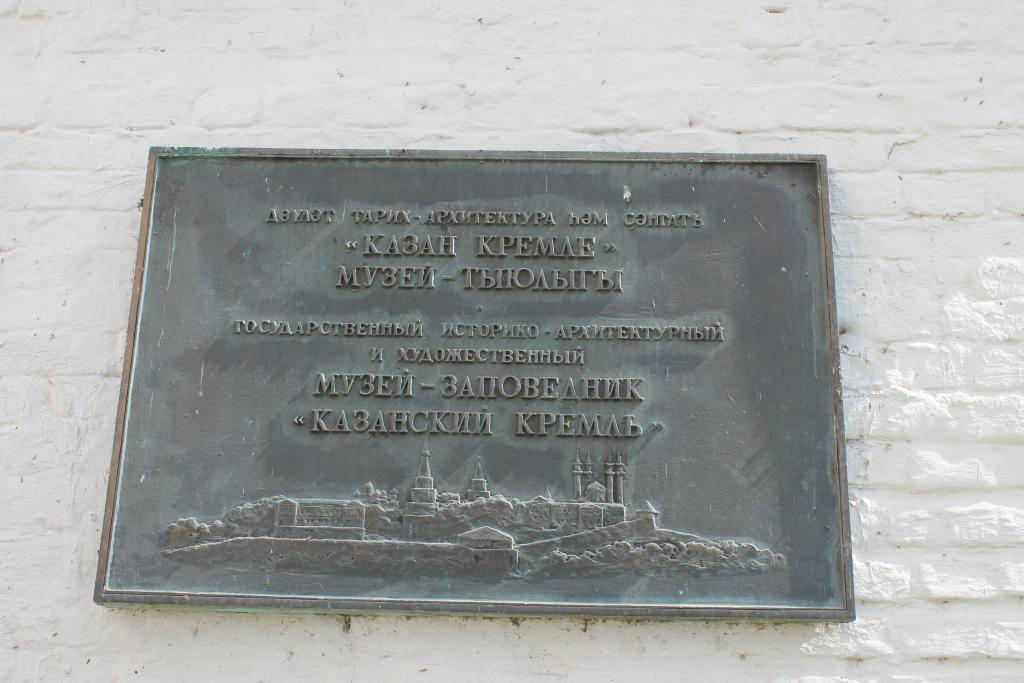 ДӘҮЛӘТ ТАРИХ-АРХИТЕКТУРА ҺӘМ СӘНГАТЬ
«КАЗАН КРЕМЛЕ»
МУЗЕЙ-ТЫЮЛЫГЫ
ГОСУДАРСТВЕННЫЙ ИСТОРИКО-АРХИТЕКТУРНЫЙ
И ХУДОЖЕСТВЕННЫЙ
МУЗЕЙ-ЗАПОВЕДНИК
«КАЗАНСКИЙ КРЕМЛЬ»